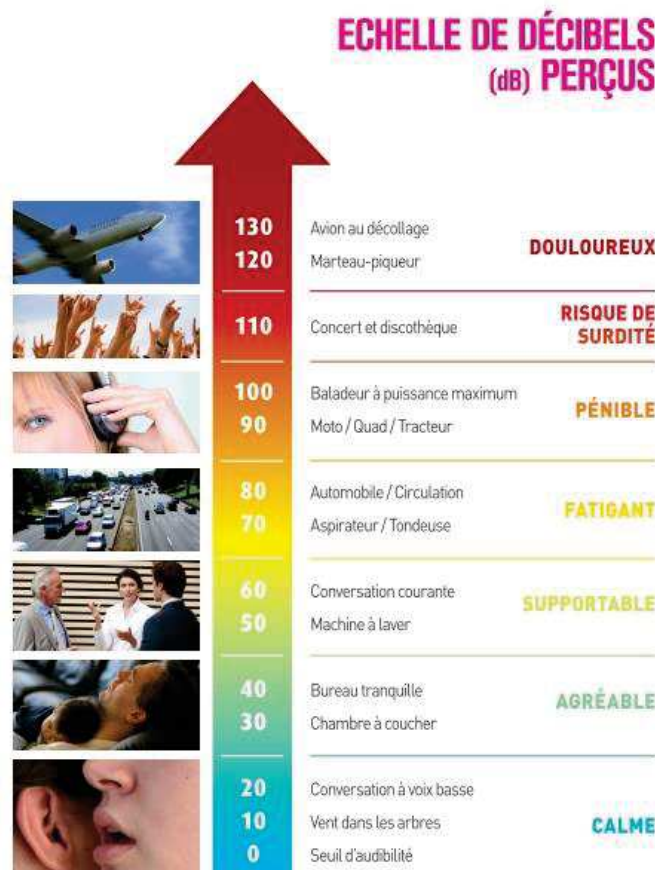 ECHELLE DE DÉCIBELS
(dB) PERÇUS
130 Avion au décollage
DOULOUREUX
120 Marteau-piqueur
110 Concert et discothèque
RISQUE DE
SURDITÉ
100 Baladeur à puissance maximum
PÉNIBLE
90 Moto / Quad / Tracteur
80 Automobile / Circulation
FATIGANT
70 Aspirateur / Tondeuse
60 Conversation courante
SUPPORTABLE
50 Machine à laver
40 Bureau tranquille
AGRÉABLE
30 Chambre à coucher
20 Conversation à voix basse
10 Vent dans les arbres
CALME
0 Seuil d'audibilité